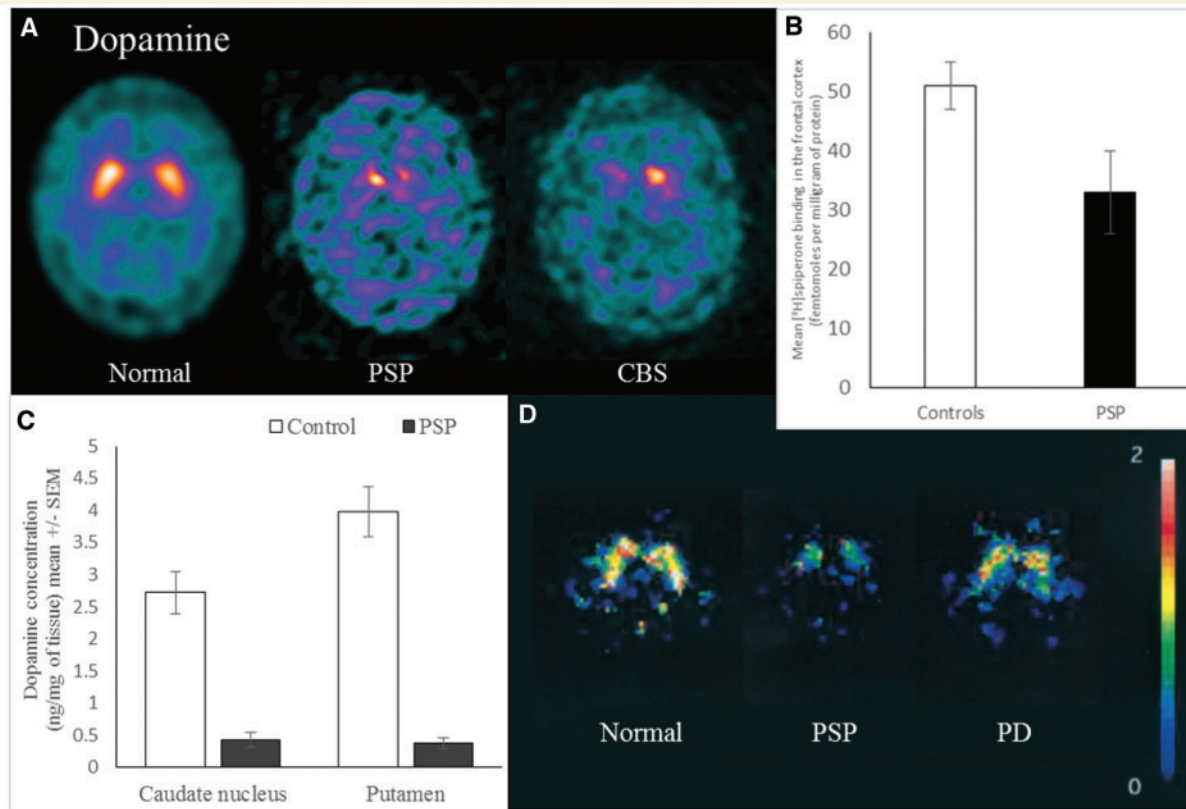 A
Dopamine
Normal
PSP
CBS
B
Mean [³H]spiperone binding in the frontal cortex
(femtomoles per milligram of protein)
60
50
40
30
20
10
0
Controls
PSP
C
Control
PSP
Dopamine concentration
(ng/mg of tissue) mean +/- SEM
5
4.5
4
3.5
3
2.5
2
1.5
1
0.5
0
Caudate nucleus
Putamen
D
Normal
PSP
PD
2
0